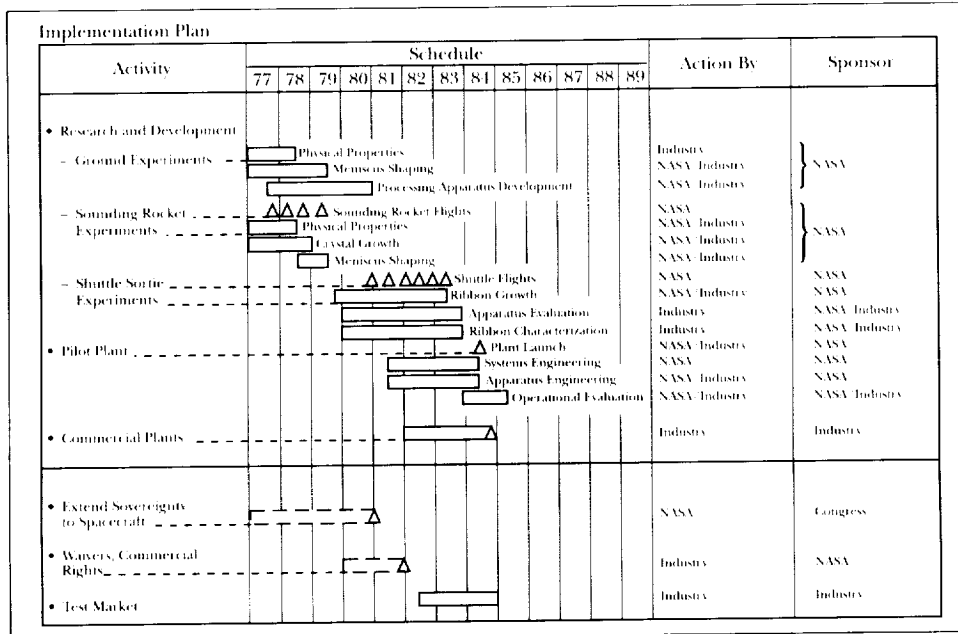 Implementation Plan
Activity Schedule Action By Sponsor
77 78 79 80 81 82 83 84 85 86 87 88 89
• Research and Development
Physical Properties Industry
– Ground Experiments
Meniscus Shaping NASA/Industry NASA
Processing Apparatus Development NASA/Industry
– Sounding Rocket Sounding Rocket Flights NASA
Experiments Physical Properties NASA/Industry
Crystal Growth NASA/Industry NASA
Meniscus Shaping NASA/Industry
– Shuttle Sortie Shuttle Flights NASA NASA
Experiments Ribbon Growth NASA/Industry NASA
Apparatus Evaluation Industry NASA/Industry
Ribbon Characterization Industry NASA/Industry
• Pilot Plant Plant Launch NASA/Industry NASA
Systems Engineering NASA NASA
Apparatus Engineering NASA/Industry NASA
Operational Evaluation NASA/Industry NASA/Industry
• Commercial Plants Industry Industry
• Extend Sovereignty
to Spacecraft NASA Congress
• Waivers, Commercial
Rights Industry NASA
• Test Market Industry Industry